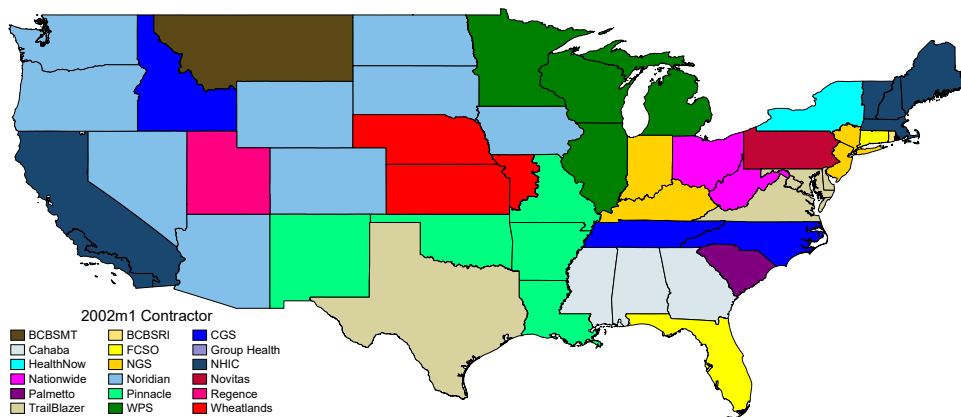 2002m1 Contractor
BCBSMT BCBSRI CGS
Cahaba FCSO Group Health
HealthNow NGS NHIC
Nationwide Noridian Novitas
Palmetto Pinnacle Regence
TrailBlazer WPS Wheatlands